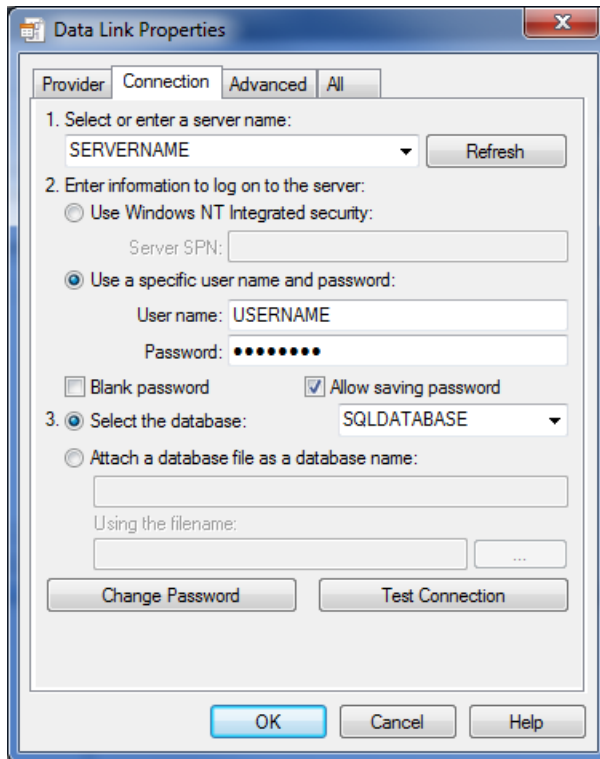 Data Link Properties
Provider Connection Advanced All
1. Select or enter a server name:
SERVERNAME Refresh
2. Enter information to log on to the server:
Use Windows NT Integrated security:
Server SPN:
Use a specific user name and password:
User name: USERNAME
Password: ●●●●●●●●
Blank password Allow saving password
3. Select the database: SQLDATABASE
Attach a database file as a database name:
Using the filename:
...
Change Password Test Connection
OK Cancel Help